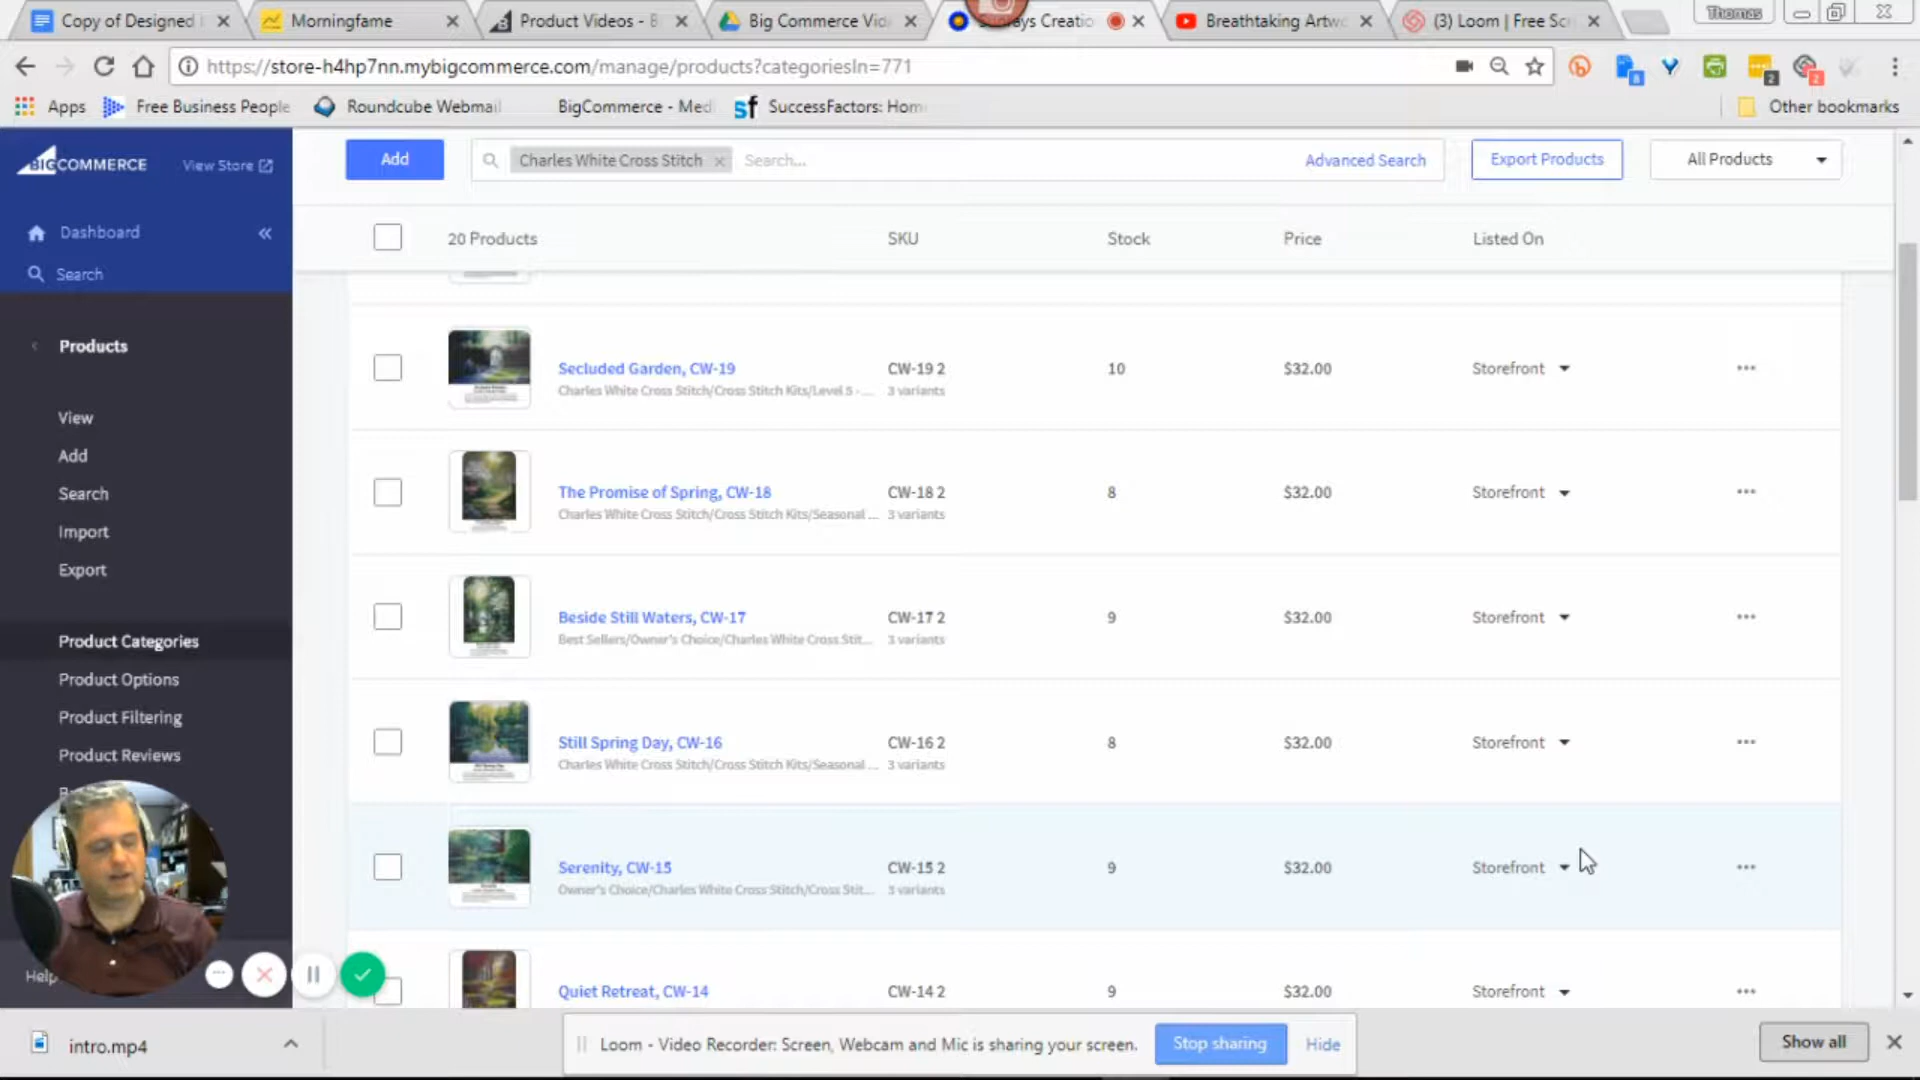 Copy of Designed
Morningfame
Product Videos - B
Big Commerce Vid
Sunrays Creatio
Breathtaking Artw
(3) Loom | Free Scr
Thomas
https://store-h4hp7nn.mybigcommerce.com/manage/products?categoriesIn=771
8
2
2
Apps
Free Business People
Roundcube Webmail
BigCommerce - Med
sf
SuccessFactors: Hom
Other bookmarks
BIGCOMMERCE
View Store
Add
Charles White Cross Stitch
Search...
Advanced Search
Export Products
All Products
Dashboard
«
Search
20 Products
SKU
Stock
Price
Listed On
Products
View
Add
Search
Import
Export
Product Categories
Product Options
Product Filtering
Product Reviews
Help
Secluded Garden, CW-19
CW-19 2
10
$32.00
Storefront
Charles White Cross Stitch/Cross Stitch Kits/Level 5 - ...
3 variants
The Promise of Spring, CW-18
CW-18 2
8
$32.00
Storefront
Charles White Cross Stitch/Cross Stitch Kits/Seasonal ...
3 variants
Beside Still Waters, CW-17
CW-17 2
9
$32.00
Storefront
Best Sellers/Owner's Choice/Charles White Cross Stit...
3 variants
Still Spring Day, CW-16
CW-16 2
8
$32.00
Storefront
Charles White Cross Stitch/Cross Stitch Kits/Seasonal ...
3 variants
Serenity, CW-15
CW-15 2
9
$32.00
Storefront
Owner's Choice/Charles White Cross Stitch/Cross Stit...
3 variants
Quiet Retreat, CW-14
CW-14 2
9
$32.00
Storefront
intro.mp4
Loom - Video Recorder: Screen, Webcam and Mic is sharing your screen.
Stop sharing
Hide
Show all